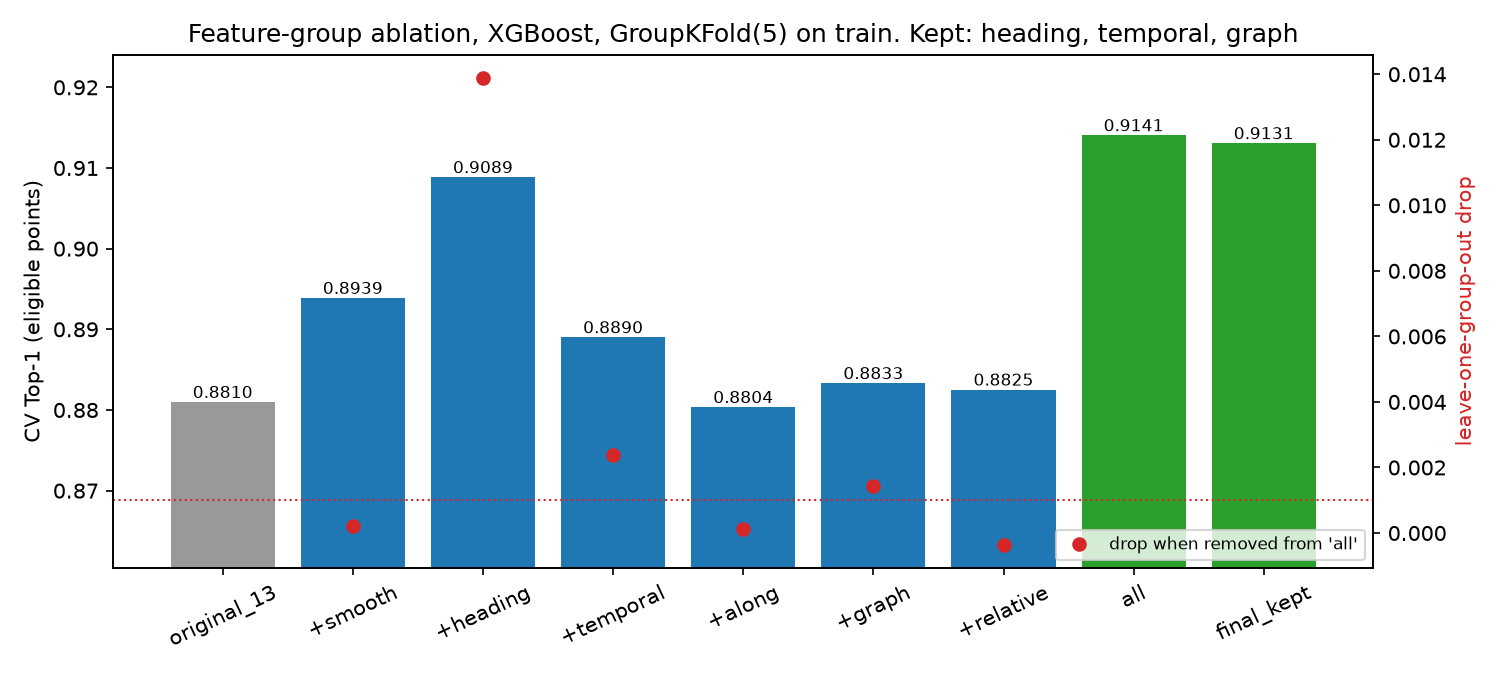 Feature-group ablation, XGBoost, GroupKFold(5) on train. Kept: heading, temporal, graph
CV Top-1 (eligible points)
0.92
0.91
0.90
0.89
0.88
0.87
0.8810
0.8939
0.9089
0.8890
0.8804
0.8833
0.8825
0.9141
0.9131
0.014
0.012
0.010
0.008
0.006
0.004
0.002
0.000
leave-one-group-out drop
drop when removed from 'all'
original_13
+smooth
+heading
+temporal
+along
+graph
+relative
all
final_kept